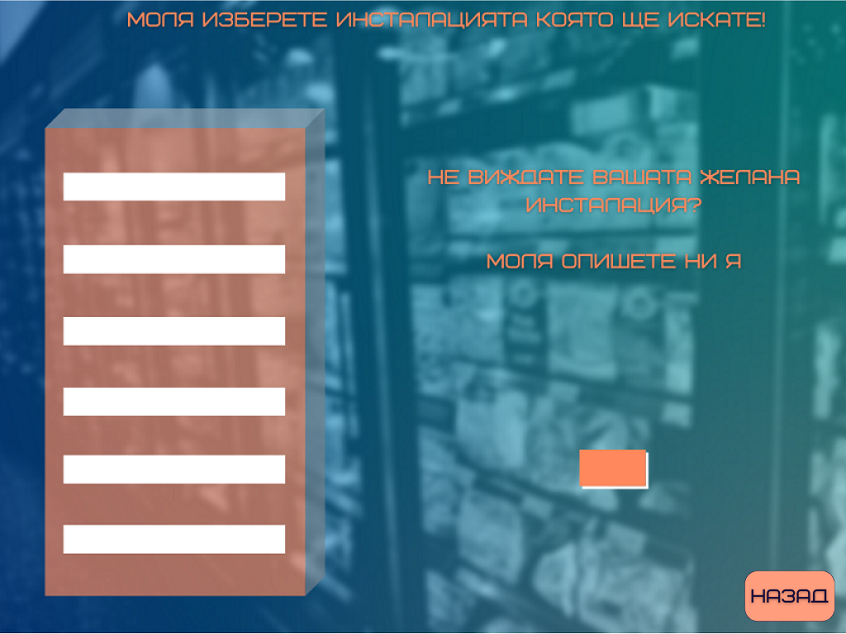 МОЛЯ ИЗБЕРЕТЕ ИНСТАЛАЦИЯТА КОЯТО ЩЕ ИСКАТЕ!
НЕ ВИЖДАТЕ ВАШАТА ЖЕЛАНА
ИНСТАЛАЦИЯ?
МОЛЯ ОПИШЕТЕ НИ Я
НАЗАД